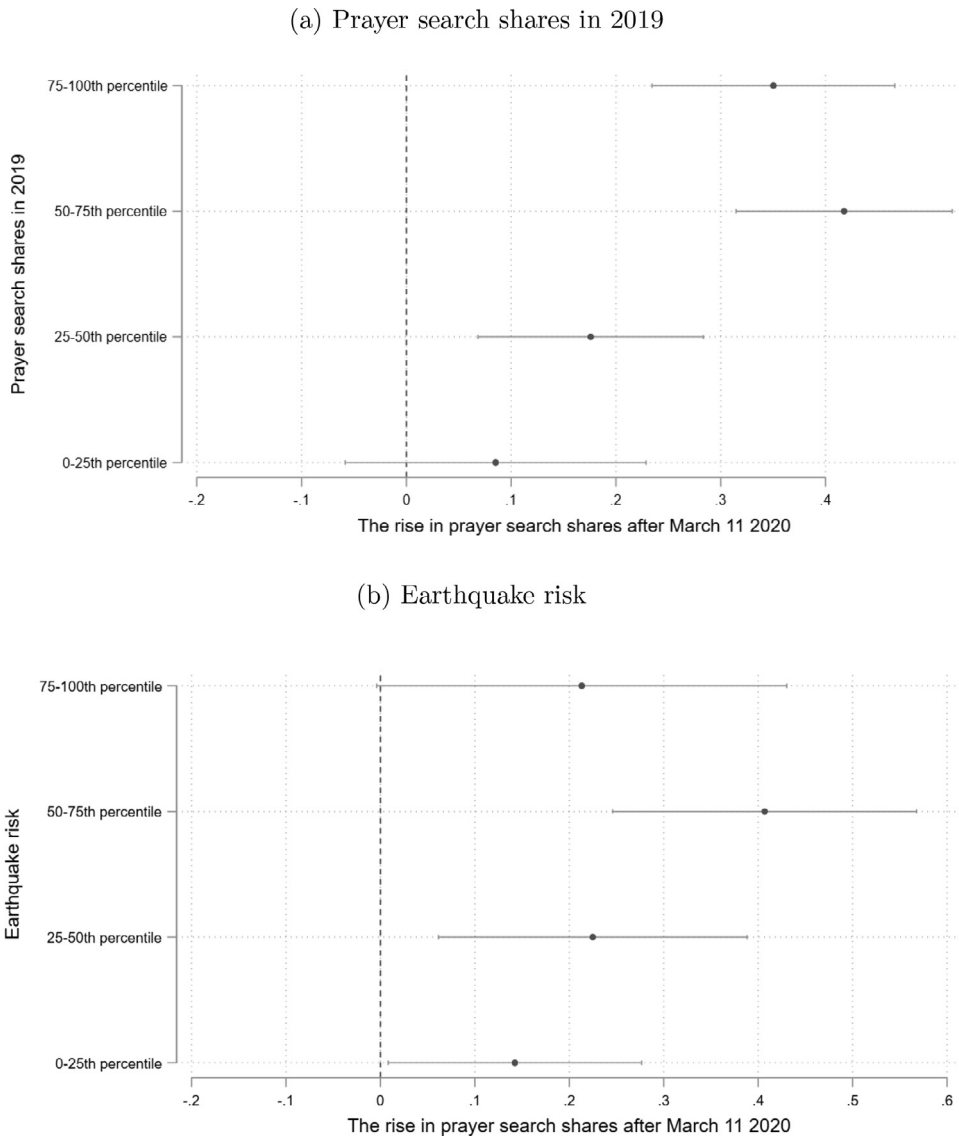 (a) Prayer search shares in 2019
Prayer search shares in 2019
75-100th percentile
50-75th percentile
25-50th percentile
0-25th percentile
-.2 -.1 0 .1 .2 .3 .4
The rise in prayer search shares after March 11 2020
(b) Earthquake risk
Earthquake risk
75-100th percentile
50-75th percentile
25-50th percentile
0-25th percentile
-.2 -.1 0 .1 .2 .3 .4 .5 .6
The rise in prayer search shares after March 11 2020